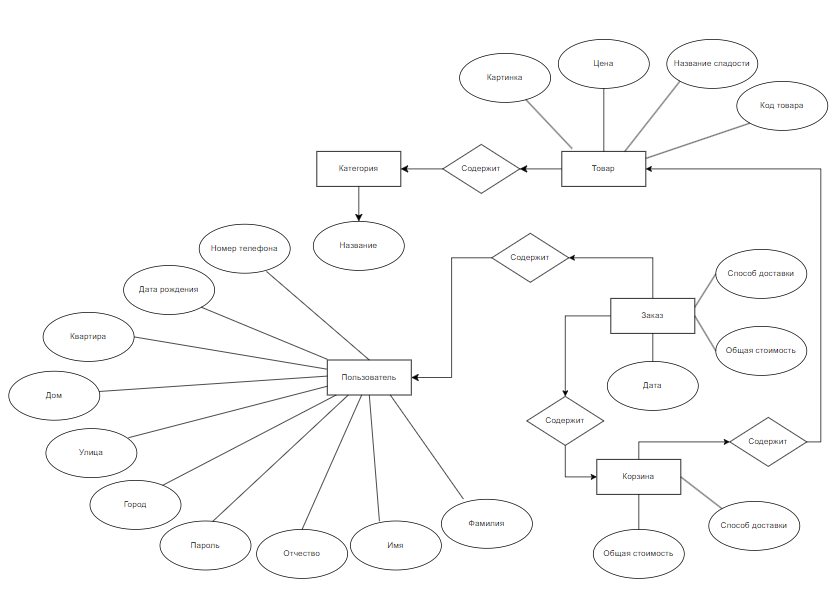 Картинка
Цена
Название сладости
Код товара
Категория
Содержит
Товар
Название
Номер телефона
Содержит
Способ доставки
Дата рождения
Заказ
Квартира
Общая стоимость
Пользователь
Дата
Дом
Содержит
Содержит
Улица
Корзина
Город
Фамилия
Способ доставки
Пароль
Отчество
Имя
Общая стоимость